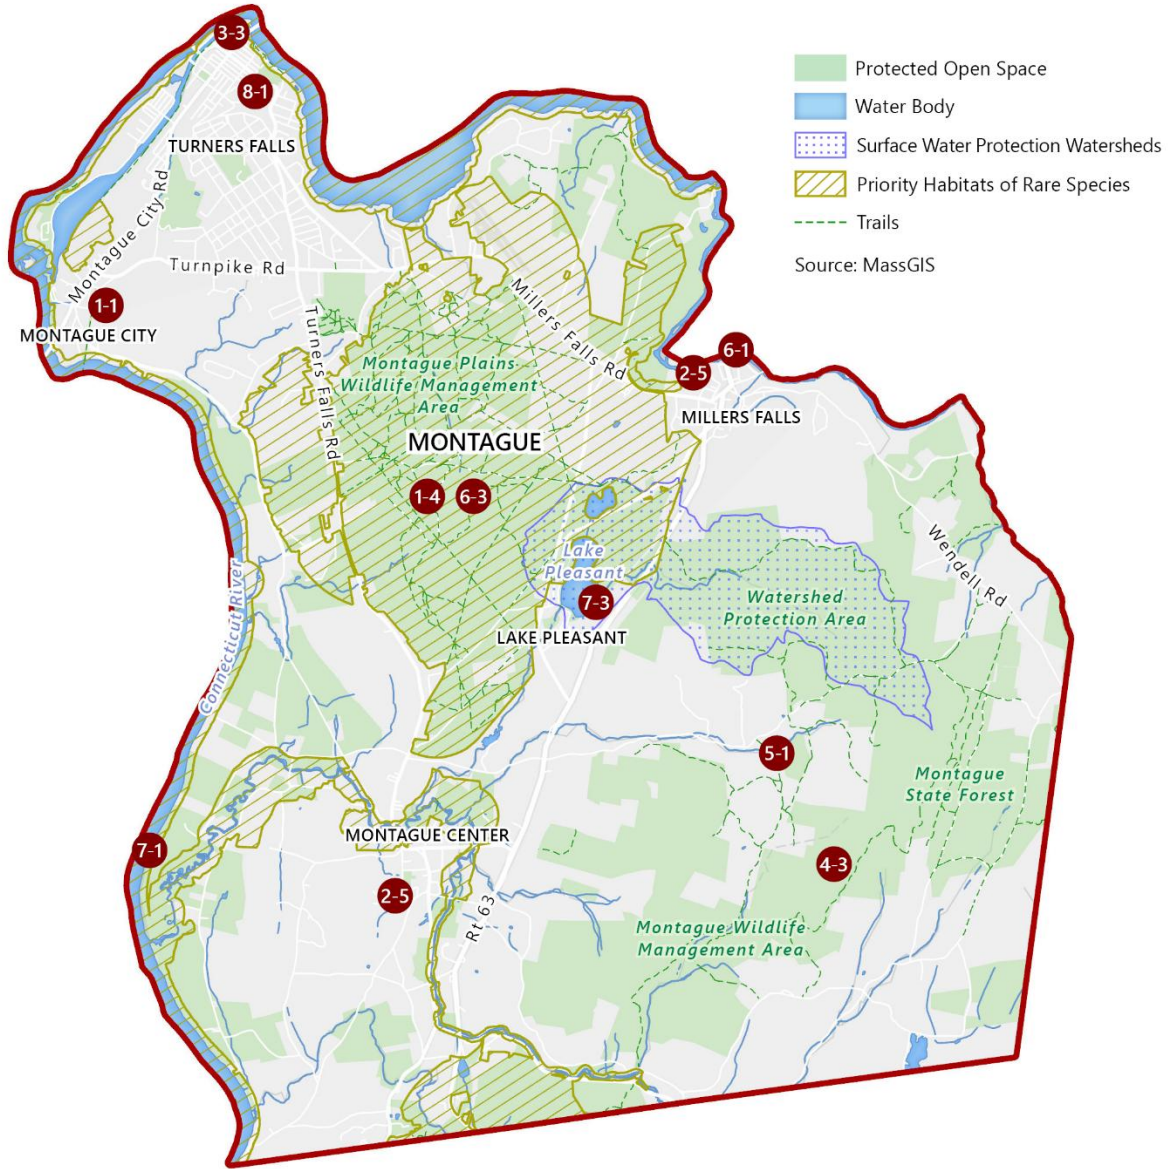 3-3
8-1
TURNERS FALLS
Montague City Rd
Turnpike Rd
1-1
MONTAGUE CITY
Turners Falls Rd
Millers Falls Rd
Montague Plains
Wildlife Management
Area
MONTAGUE
2-5
6-1
MILLERS FALLS
1-4
6-3
Lake
Pleasant
7-3
LAKE PLEASANT
Watershed
Protection Area
Wendell Rd
Connecticut River
5-1
Montague
State Forest
MONTAGUE CENTER
7-1
2-5
Rt 63
4-3
Montague Wildlife
Management Area
Protected Open Space
Water Body
Surface Water Protection Watersheds
Priority Habitats of Rare Species
Trails
Source: MassGIS